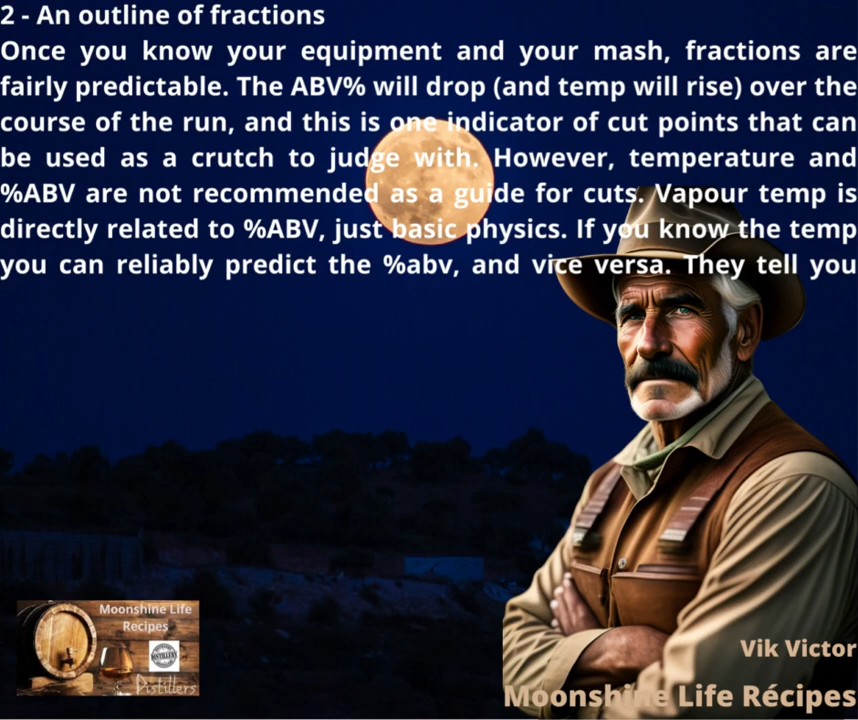 2 - An outline of fractions
Once you know your equipment and your mash, fractions are
fairly predictable. The ABV% will drop (and temp will rise) over the
course of the run, and this is one indicator of cut points that can
be used as a crutch to judge with. However, temperature and
%ABV are not recommended as a guide for cuts. Vapour temp is
directly related to %ABV, just basic physics. If you know the temp
you can reliably predict the %abv, and vice versa. They tell you
Moonshine Life
Recipes
DISTILLERS
Distillers
Vik Victor
Moonshine Life Récipes